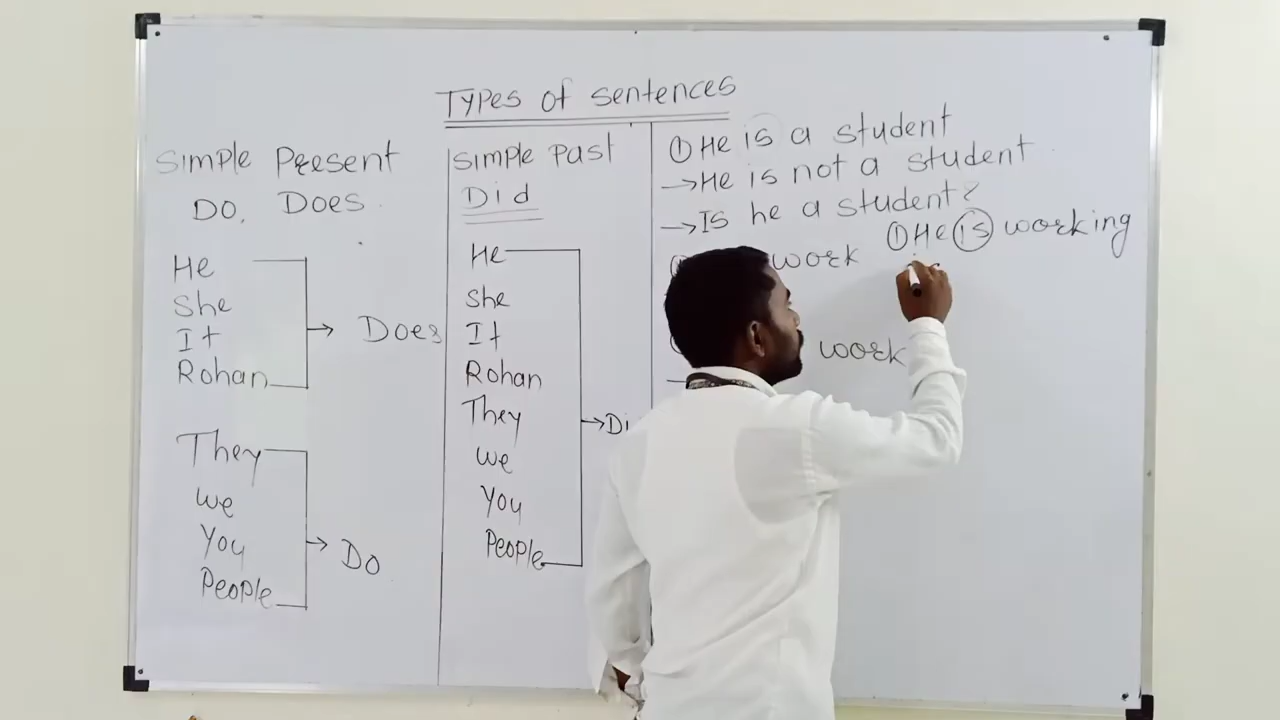 Types of sentences
Simple Present
Do, Does
He
She
It
Rohan
Does
They
We
You
People
Do
Simple Past
Did
He
She
It
Rohan
They
We
You
People
Di
① He is a student
→ He is not a student
→ Is he a student?
work
work
① He is working